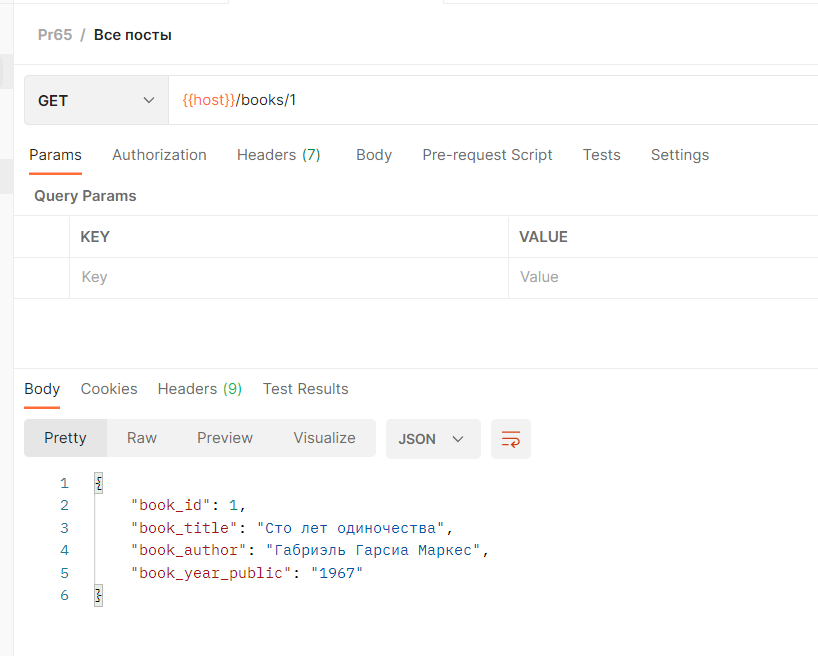 Pr65 / Все посты
GET {{host}}/books/1
Params Authorization Headers (7) Body Pre-request Script Tests Settings
Query Params
KEY VALUE
Key Value
Body Cookies Headers (9) Test Results
Pretty Raw Preview Visualize JSON
1 {
2 "book_id": 1,
3 "book_title": "Сто лет одиночества",
4 "book_author": "Габриэль Гарсиа Маркес",
5 "book_year_public": "1967"
6 }